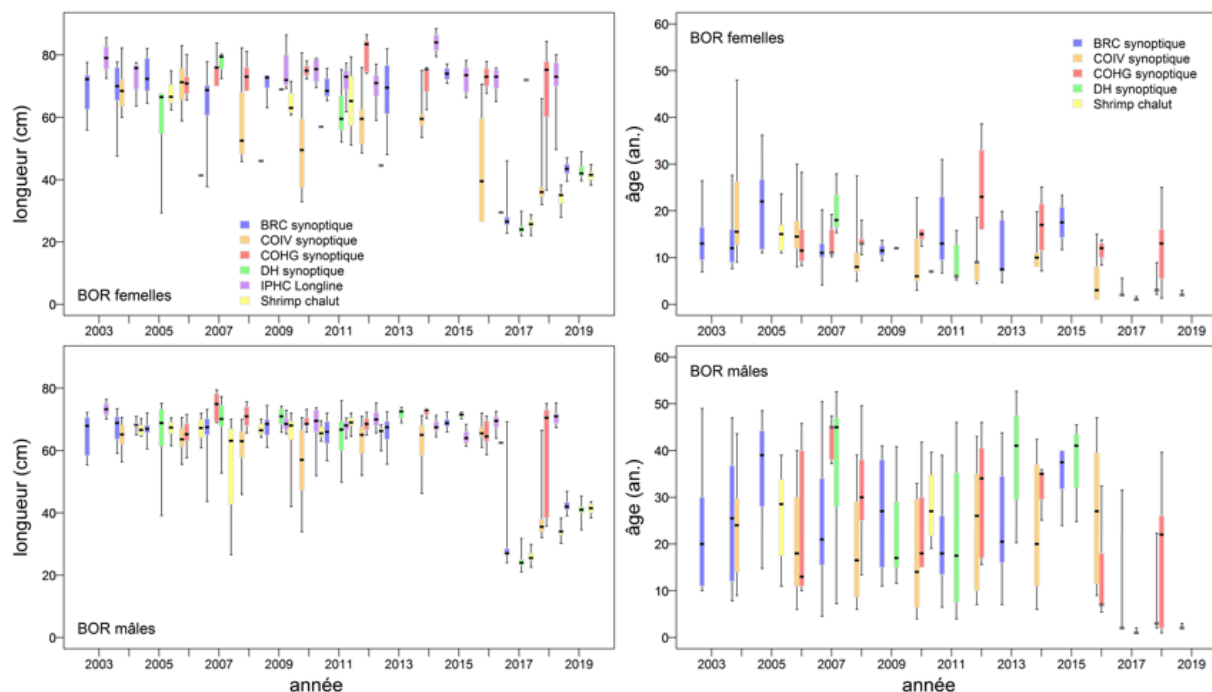 longueur (cm)
80
60
40
20
0
BRC synoptique
COIV synoptique
COHG synoptique
DH synoptique
IPHC Longline
Shrimp chalut
BOR femelles
2003 2005 2007 2009 2011 2013 2015 2017 2019
âge (an.)
60
50
40
30
20
10
0
BOR femelles
BRC synoptique
COIV synoptique
COHG synoptique
DH synoptique
Shrimp chalut
2003 2005 2007 2009 2011 2013 2015 2017 2019
longueur (cm)
80
60
40
20
0
BOR mâles
2003 2005 2007 2009 2011 2013 2015 2017 2019
année
âge (an.)
60
50
40
30
20
10
0
BOR mâles
2003 2005 2007 2009 2011 2013 2015 2017 2019
année